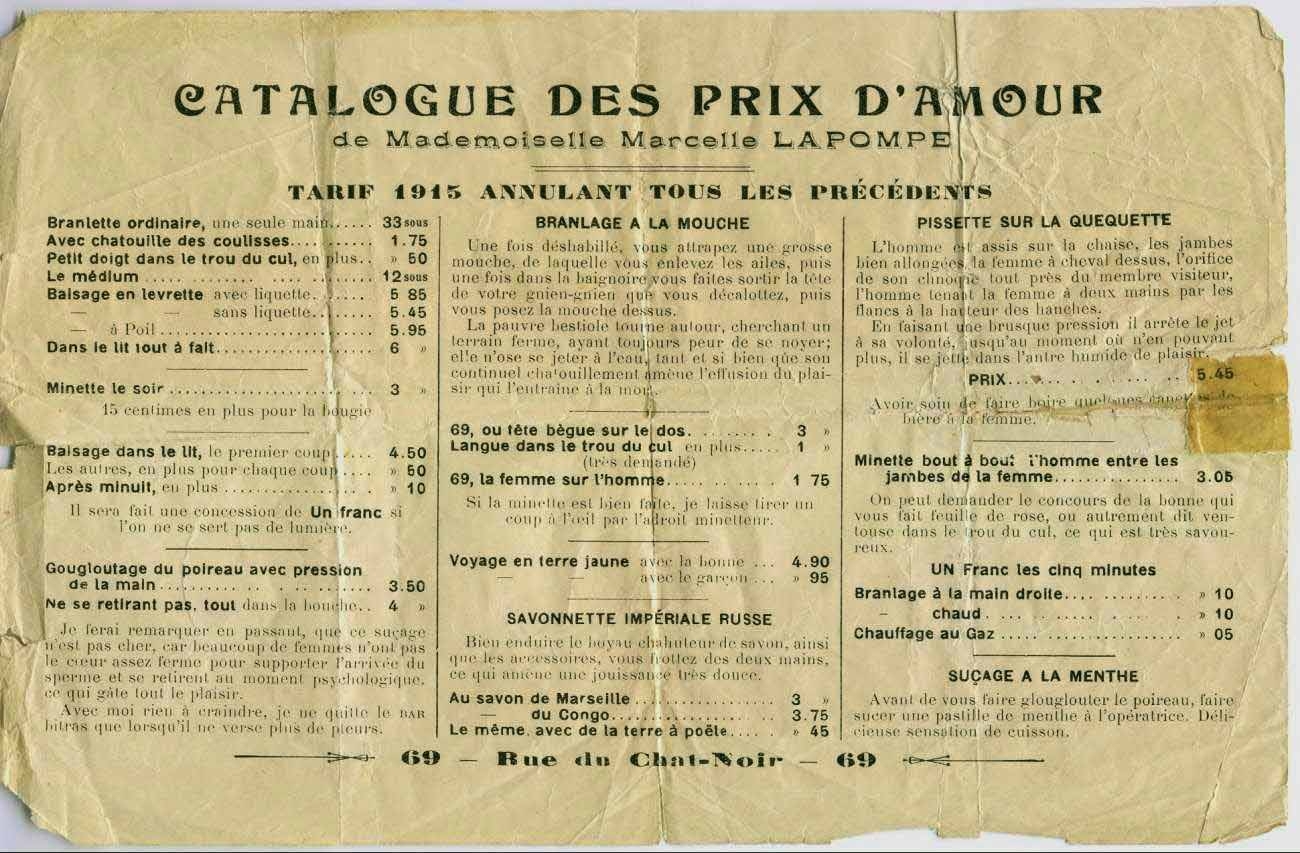 CATALOGUE DES PRIX D'AMOUR
de Mademoiselle Marcelle LAPOMPE
TARIF 1915 ANNULANT TOUS LES PRÉCÉDENTS
Branlette ordinaire, une seule main..... 33 sous
Avec chatouille des coulisses........... 1.75
Petit doigt dans le trou du cul, en plus.. » 50
Le médium ..... .................... 12 sous
Baisage en levrette avec liquette....... 5 85
— — sans liquette....... 5.45
— à Poil ........................ 5.95
Dans le lit tout à fait.................... 6 »
Minette le soir ........................ 3 »
15 centimes en plus pour la bougie
Baisage dans le lit, le premier coup..... 4.50
Les autres, en plus pour chaque coup.... » 50
Après minuit, en plus ................. » 10
Il sera fait une concession de Un franc si
l'on ne se sert pas de lumière.
Gougloutage du poireau avec pression
de la main .................... 3.50
Ne se retirant pas, tout dans la bouche.. 4 »
Je ferai remarquer en passant, que ce suçage
n'est pas cher, car beaucoup de femmes n'ont pas
le cœur assez ferme pour supporter l'arrivée du
sperme et se retirent au moment psychologique,
ce qui gâte tout le plaisir.
Avec moi rien à craindre, je ne quitte le BAR
bitras que lorsqu'il ne verse plus de pleurs.
BRANLAGE A LA MOUCHE
Une fois déshabillé, vous attrapez une grosse
mouche, de laquelle vous enlevez les ailes, puis
une fois dans la baignoire vous faites sortir la tête
de votre gnien-gnien que vous décalottez, puis
vous posez la mouche dessus.
La pauvre bestiole tourne autour, cherchant un
terrain ferme, ayant toujours peur de se noyer;
elle n'ose se jeter à l'eau, tant et si bien que son
continuel chatouillement amène l'effusion du plai-
sir qui l'entraine à la mort.
69, ou tête bègue sur le dos. ....... . 3 »
Langue dans le trou du cul en plus..... 1 »
(très demandé)
69, la femme sur l'homme.... ........ 1 75
Si la minette est bien faite, je laisse tirer un
coup à l'œil par l'adroit minetteur.
Voyage en terre jaune avec la bonne ... 4.90
— — avec le garçon ... » 95
SAVONNETTE IMPÉRIALE RUSSE
Bien enduire le boyau chahuteur de savon, ainsi
que les accessoires, vous frottez des deux mains,
ce qui amène une jouissance très douce.
Au savon de Marseille ................ 3 »
— du Congo................... 3.75
Le même, avec de la terre à poêle..... » 45
PISSETTE SUR LA QUEQUETTE
L'homme est assis sur la chaise, les jambes
bien allongées, la femme à cheval dessus, l'orifice
de son chnoque tout près du membre visiteur,
l'homme tenant la femme à deux mains par les
flancs à la hauteur des hanches.
En faisant une brusque pression il arrête le jet
à sa volonté, jusqu'au moment où n'en pouvant
plus, il se jette dans l'antre humide de plaisir.
PRIX.................... 5.45
Avoir soin de faire boire quelques canettes de
bière à la femme.
Minette bout à bout l'homme entre les
jambes de la femme................ 3.05
On peut demander le concours de la bonne qui
vous fait feuille de rose, ou autrement dit ven-
touse dans le trou du cul, ce qui est très savou-
reux.
UN Franc les cinq minutes
Branlage à la main droite............. » 10
— chaud ....................... » 10
Chauffage au Gaz ..................... » 05
SUÇAGE A LA MENTHE
Avant de vous faire glouglouter le poireau, faire
sucer une pastille de menthe à l'opératrice. Déli-
cieuse sensation de cuisson.
69 — Rue du Chat-Noir — 69